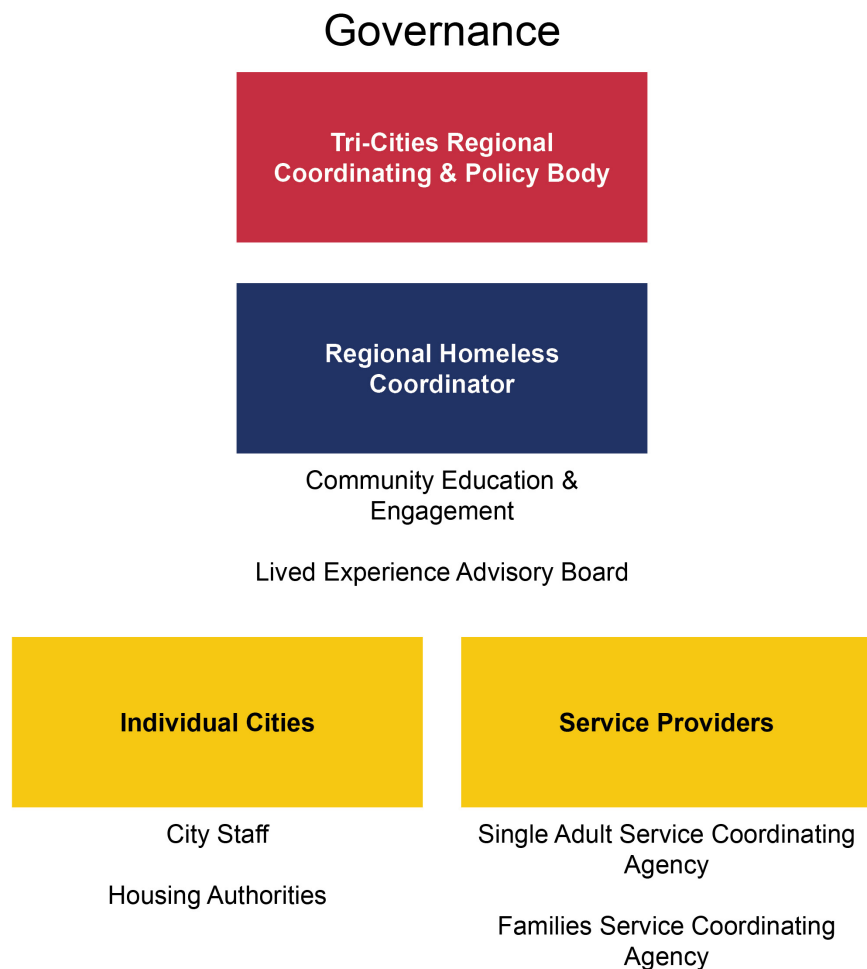 Governance
Tri-Cities Regional
Coordinating & Policy Body
Regional Homeless
Coordinator
Community Education &
Engagement
Lived Experience Advisory Board
Individual Cities
City Staff
Housing Authorities
Service Providers
Single Adult Service Coordinating
Agency
Families Service Coordinating
Agency